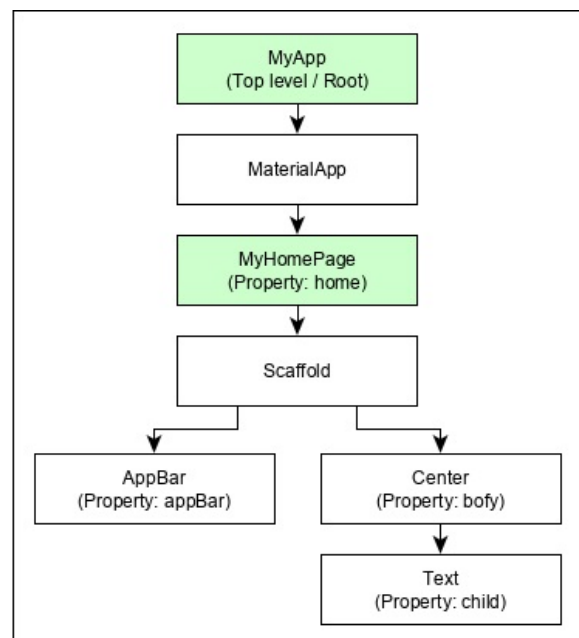 MyApp
(Top level / Root)
MaterialApp
MyHomePage
(Property: home)
Scaffold
AppBar
(Property: appBar)
Center
(Property: bofy)
Text
(Property: child)